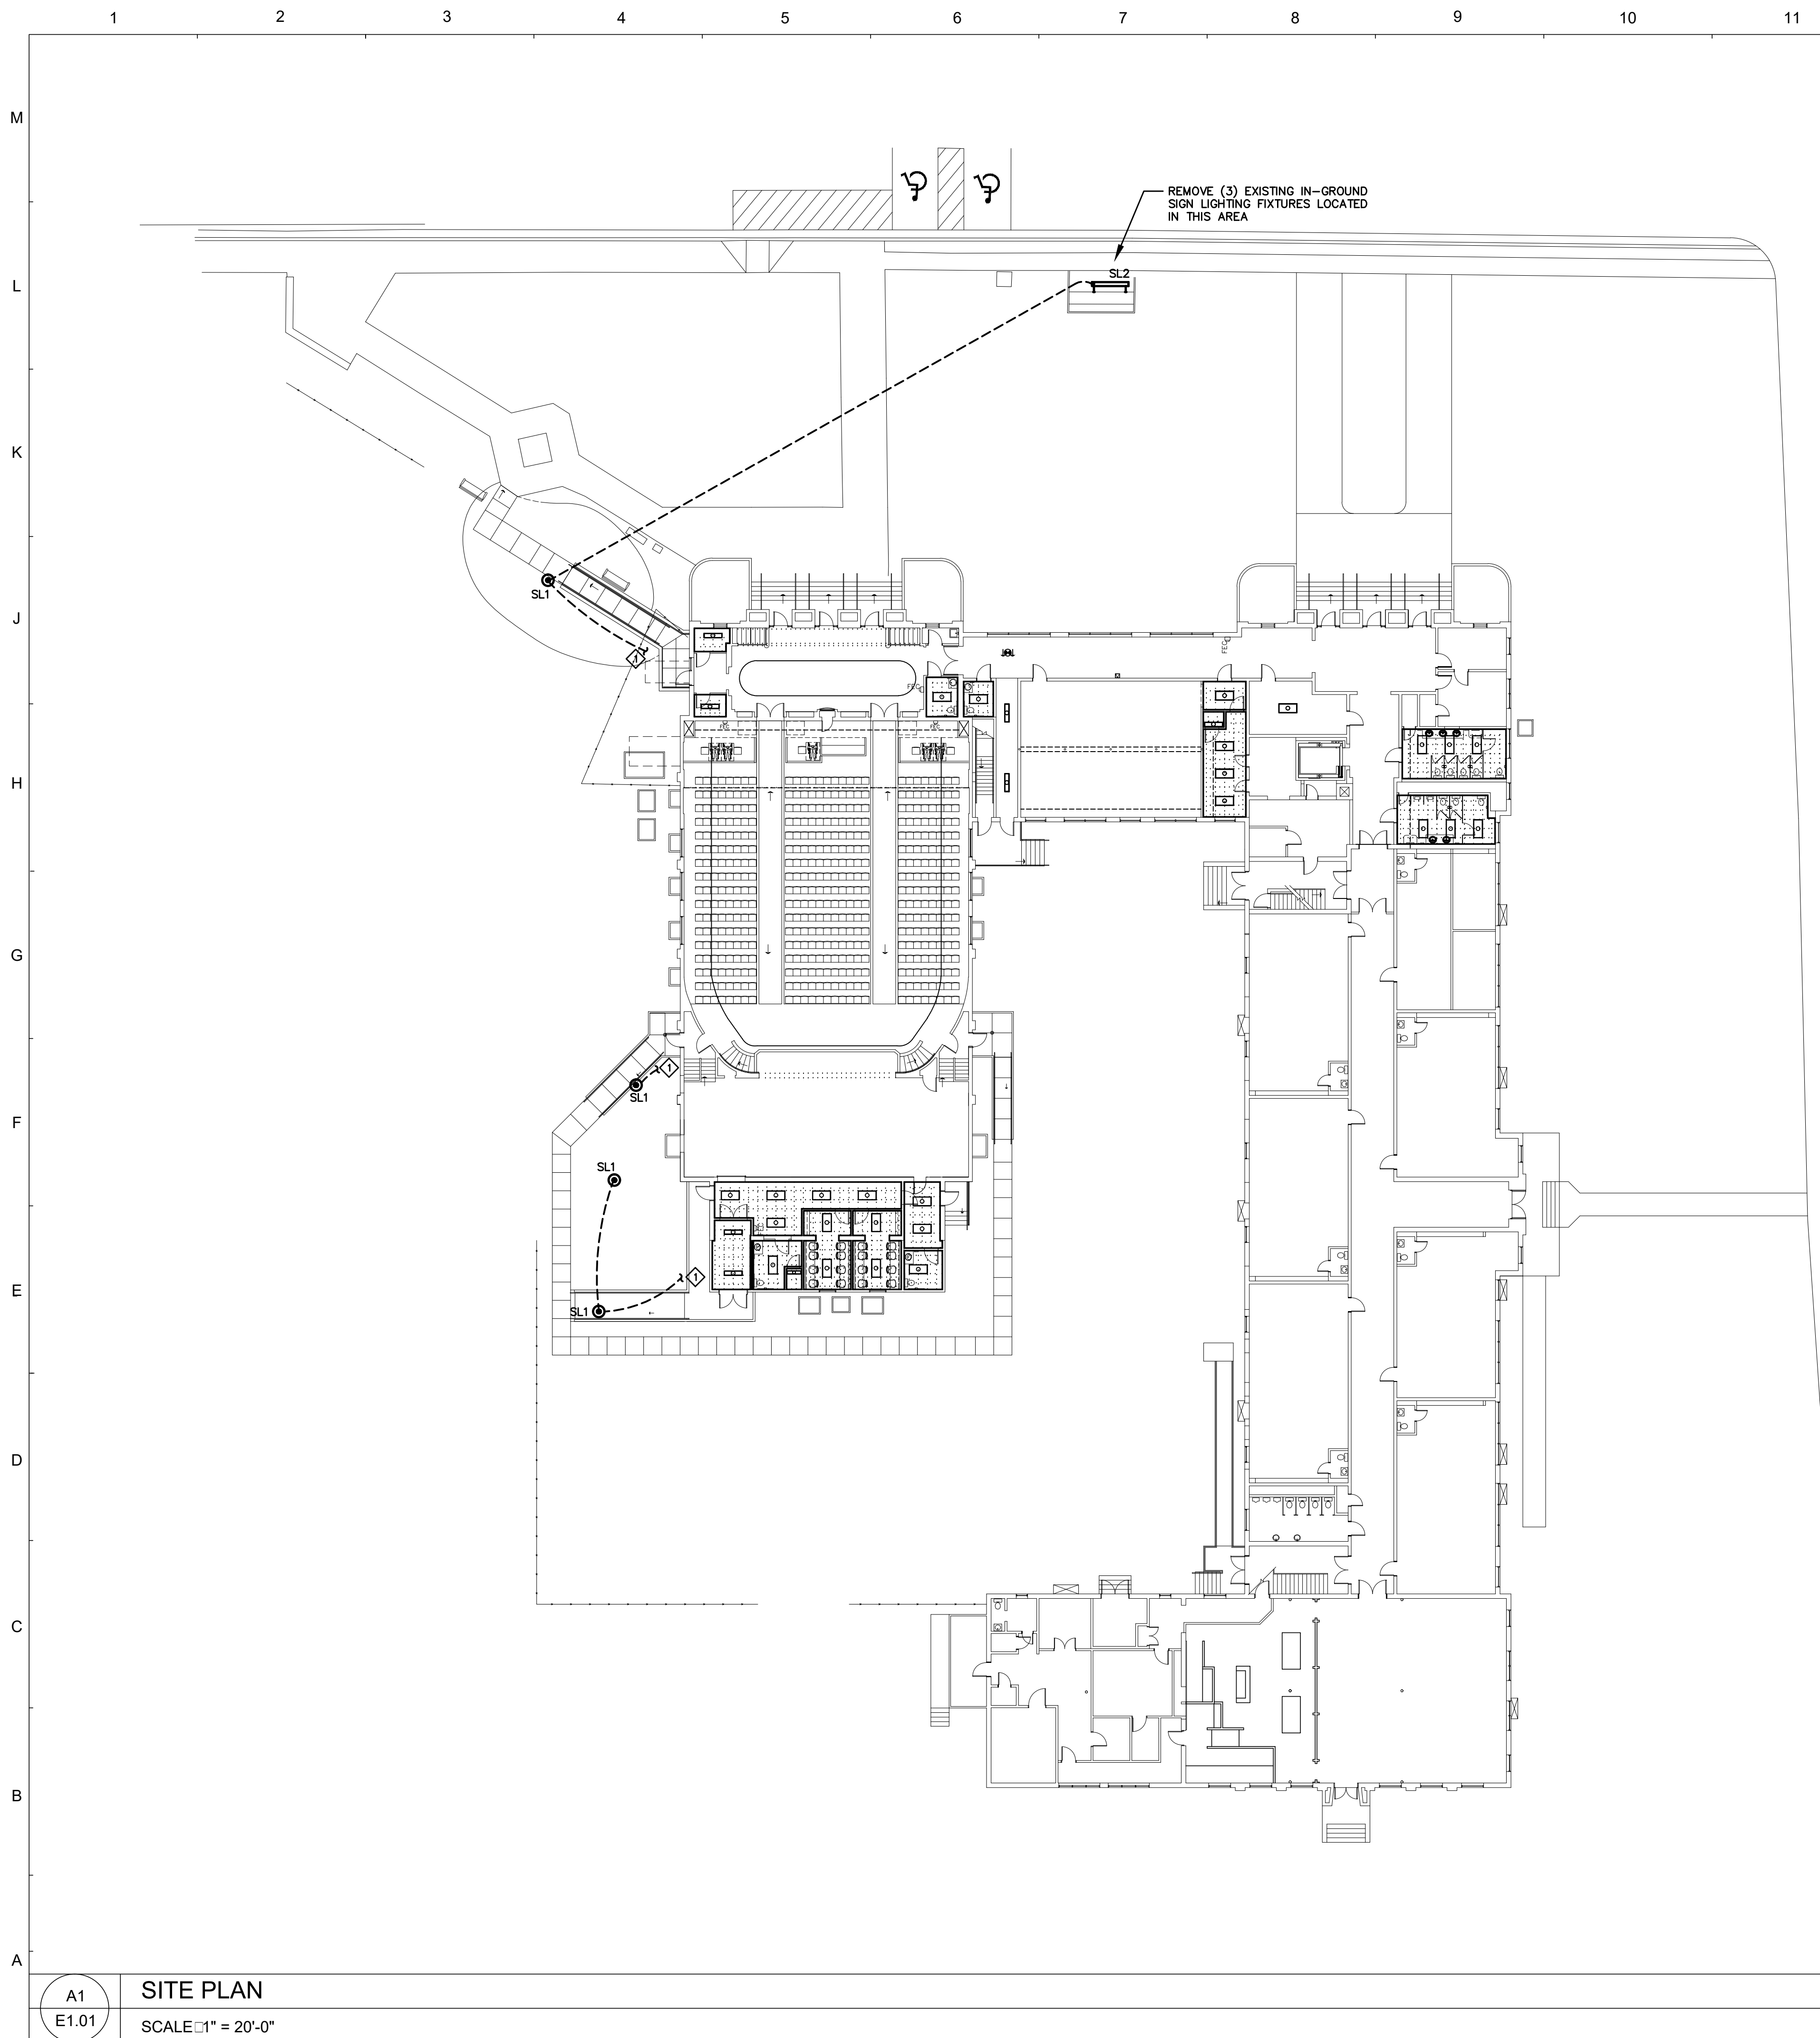 1 2 3 4 5 6 7 8 9 10 11
M
REMOVE (3) EXISTING IN-GROUND
SIGN LIGHTING FIXTURES LOCATED
IN THIS AREA
L
SL2
K
SL1
J
1
FEC
FEC
H
G
1
SL1
F
SL1
1
E
SL1
D
C
B
A
A1
E1.01
SITE PLAN
SCALE□1" = 20'-0"